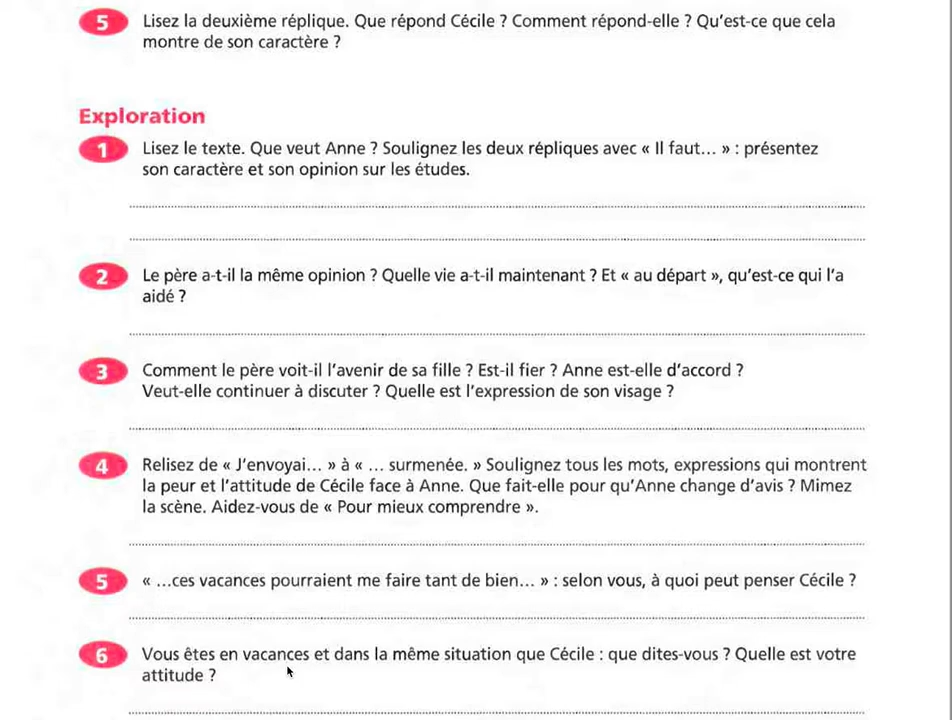 5 Lisez la deuxième réplique. Que répond Cécile ? Comment répond-elle ? Qu'est-ce que cela
montre de son caractère ?
Exploration
1 Lisez le texte. Que veut Anne ? Soulignez les deux répliques avec « Il faut... » : présentez
son caractère et son opinion sur les études.
2 Le père a-t-il la même opinion ? Quelle vie a-t-il maintenant ? Et « au départ », qu'est-ce qui l'a
aidé ?
3 Comment le père voit-il l'avenir de sa fille ? Est-il fier ? Anne est-elle d'accord ?
Veut-elle continuer à discuter ? Quelle est l'expression de son visage ?
4 Relisez de « J'envoyai... » à « ... surmenée. » Soulignez tous les mots, expressions qui montrent
la peur et l'attitude de Cécile face à Anne. Que fait-elle pour qu'Anne change d'avis ? Mimez
la scène. Aidez-vous de « Pour mieux comprendre ».
5 « ...ces vacances pourraient me faire tant de bien... » : selon vous, à quoi peut penser Cécile ?
6 Vous êtes en vacances et dans la même situation que Cécile : que dites-vous ? Quelle est votre
attitude ?